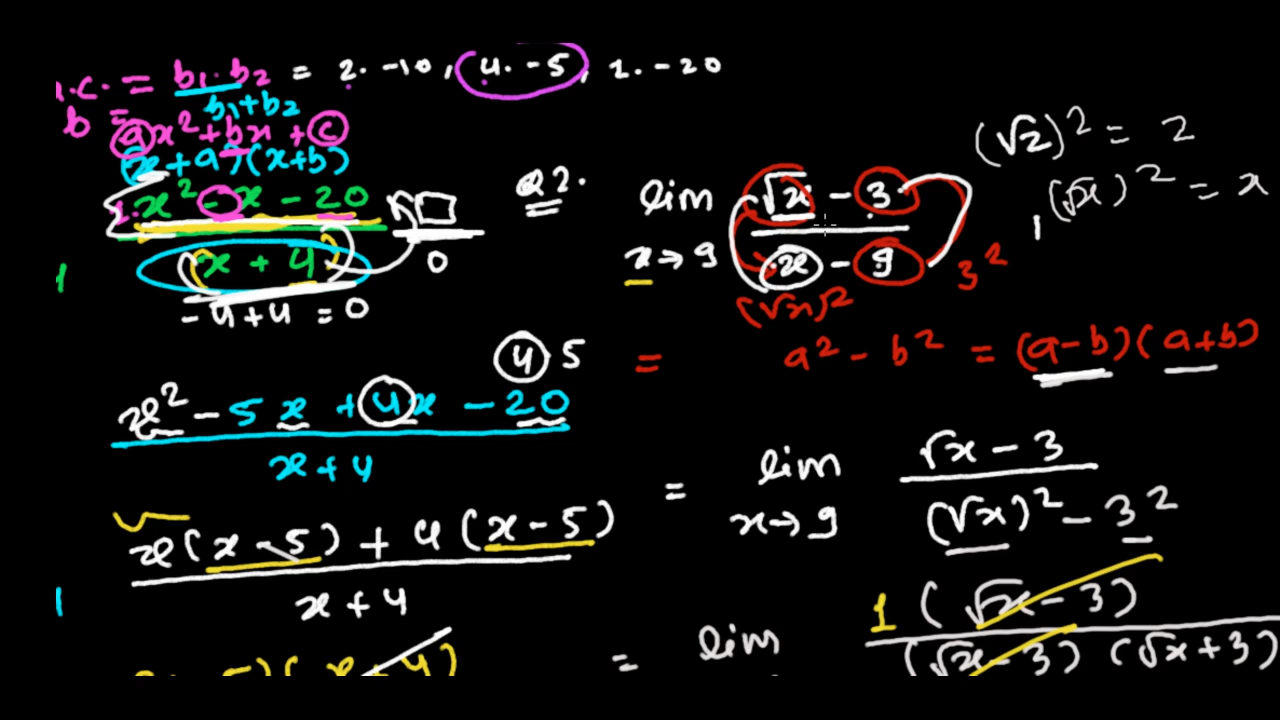 .c. = b₁·b₂ / b₁+b₂ = 2·-10, 4·-5, 2·-20
b =
ax² + bx + c
(x+a)(x+b)
x² - x - 20
x + 4
□
0
-4+4 = 0
4 5
x² - 5x + 4x - 20
x + 4
x(x-5) + 4(x-5)
x + 4
Q2.
lim
x→9
√x - 3
x - 9
(√x)²
3²
(√2)² = 2
(√x)² = x
= a² - b² = (a-b)(a+b)
= lim
x→9
√x - 3
(√x)² - 3²
= lim
1 (√x - 3)
(√x - 3) (√x + 3)